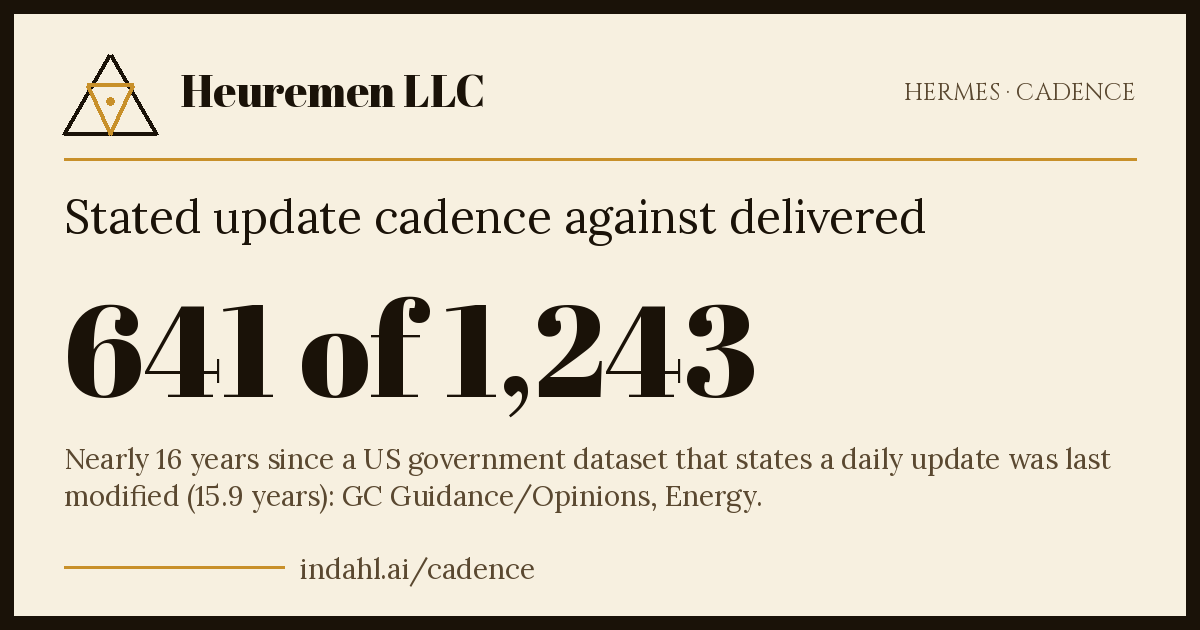 Heuremen LLC
HERMES · CADENCE
Stated update cadence against delivered
641 of 1,243
Nearly 16 years since a US government dataset that states a daily update was last
modified (15.9 years): GC Guidance/Opinions, Energy.
indahl.ai/cadence